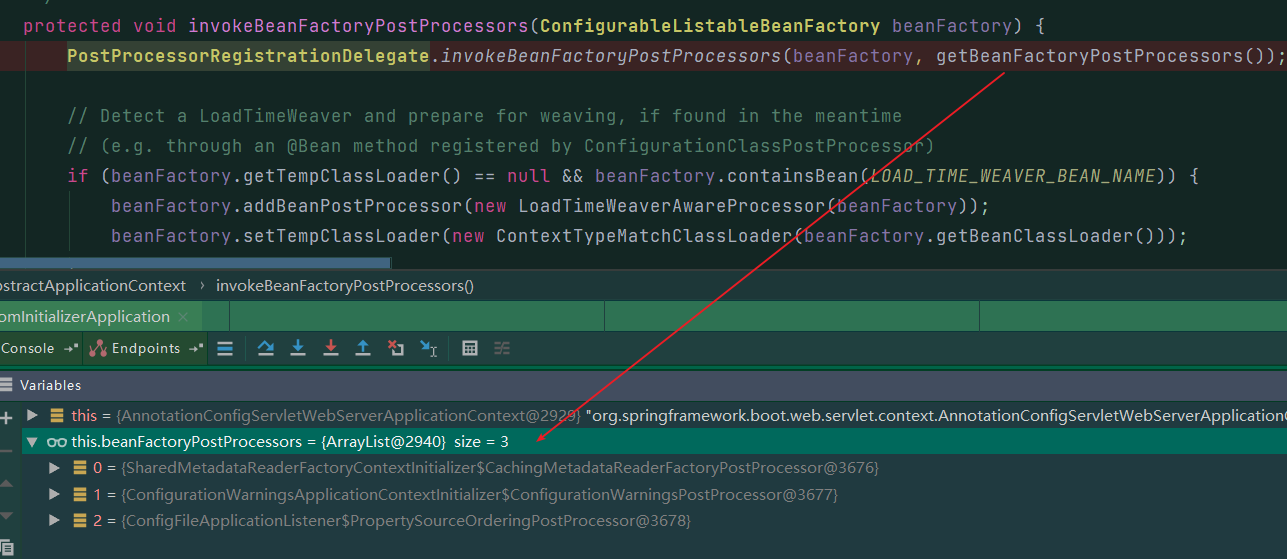 protected void invokeBeanFactoryPostProcessors(ConfigurableListableBeanFactory beanFactory) {
PostProcessorRegistrationDelegate.invokeBeanFactoryPostProcessors(beanFactory, getBeanFactoryPostProcessors());
// Detect a LoadTimeWeaver and prepare for weaving, if found in the meantime
// (e.g. through an @Bean method registered by ConfigurationClassPostProcessor)
if (beanFactory.getTempClassLoader() == null && beanFactory.containsBean(LOAD_TIME_WEAVER_BEAN_NAME)) {
beanFactory.addBeanPostProcessor(new LoadTimeWeaverAwareProcessor(beanFactory));
beanFactory.setTempClassLoader(new ContextTypeMatchClassLoader(beanFactory.getBeanClassLoader()));
stractApplicationContext › invokeBeanFactoryPostProcessors()
omInitializerApplication ×
Console Endpoints
Variables
this = {AnnotationConfigServletWebServerApplicationContext@2929} "org.springframework.boot.web.servlet.context.AnnotationConfigServletWebServerApplicationC
this.beanFactoryPostProcessors = {ArrayList@2940} size = 3
0 = {SharedMetadataReaderFactoryContextInitializer$CachingMetadataReaderFactoryPostProcessor@3676}
1 = {ConfigurationWarningsApplicationContextInitializer$ConfigurationWarningsPostProcessor@3677}
2 = {ConfigFileApplicationListener$PropertySourceOrderingPostProcessor@3678}